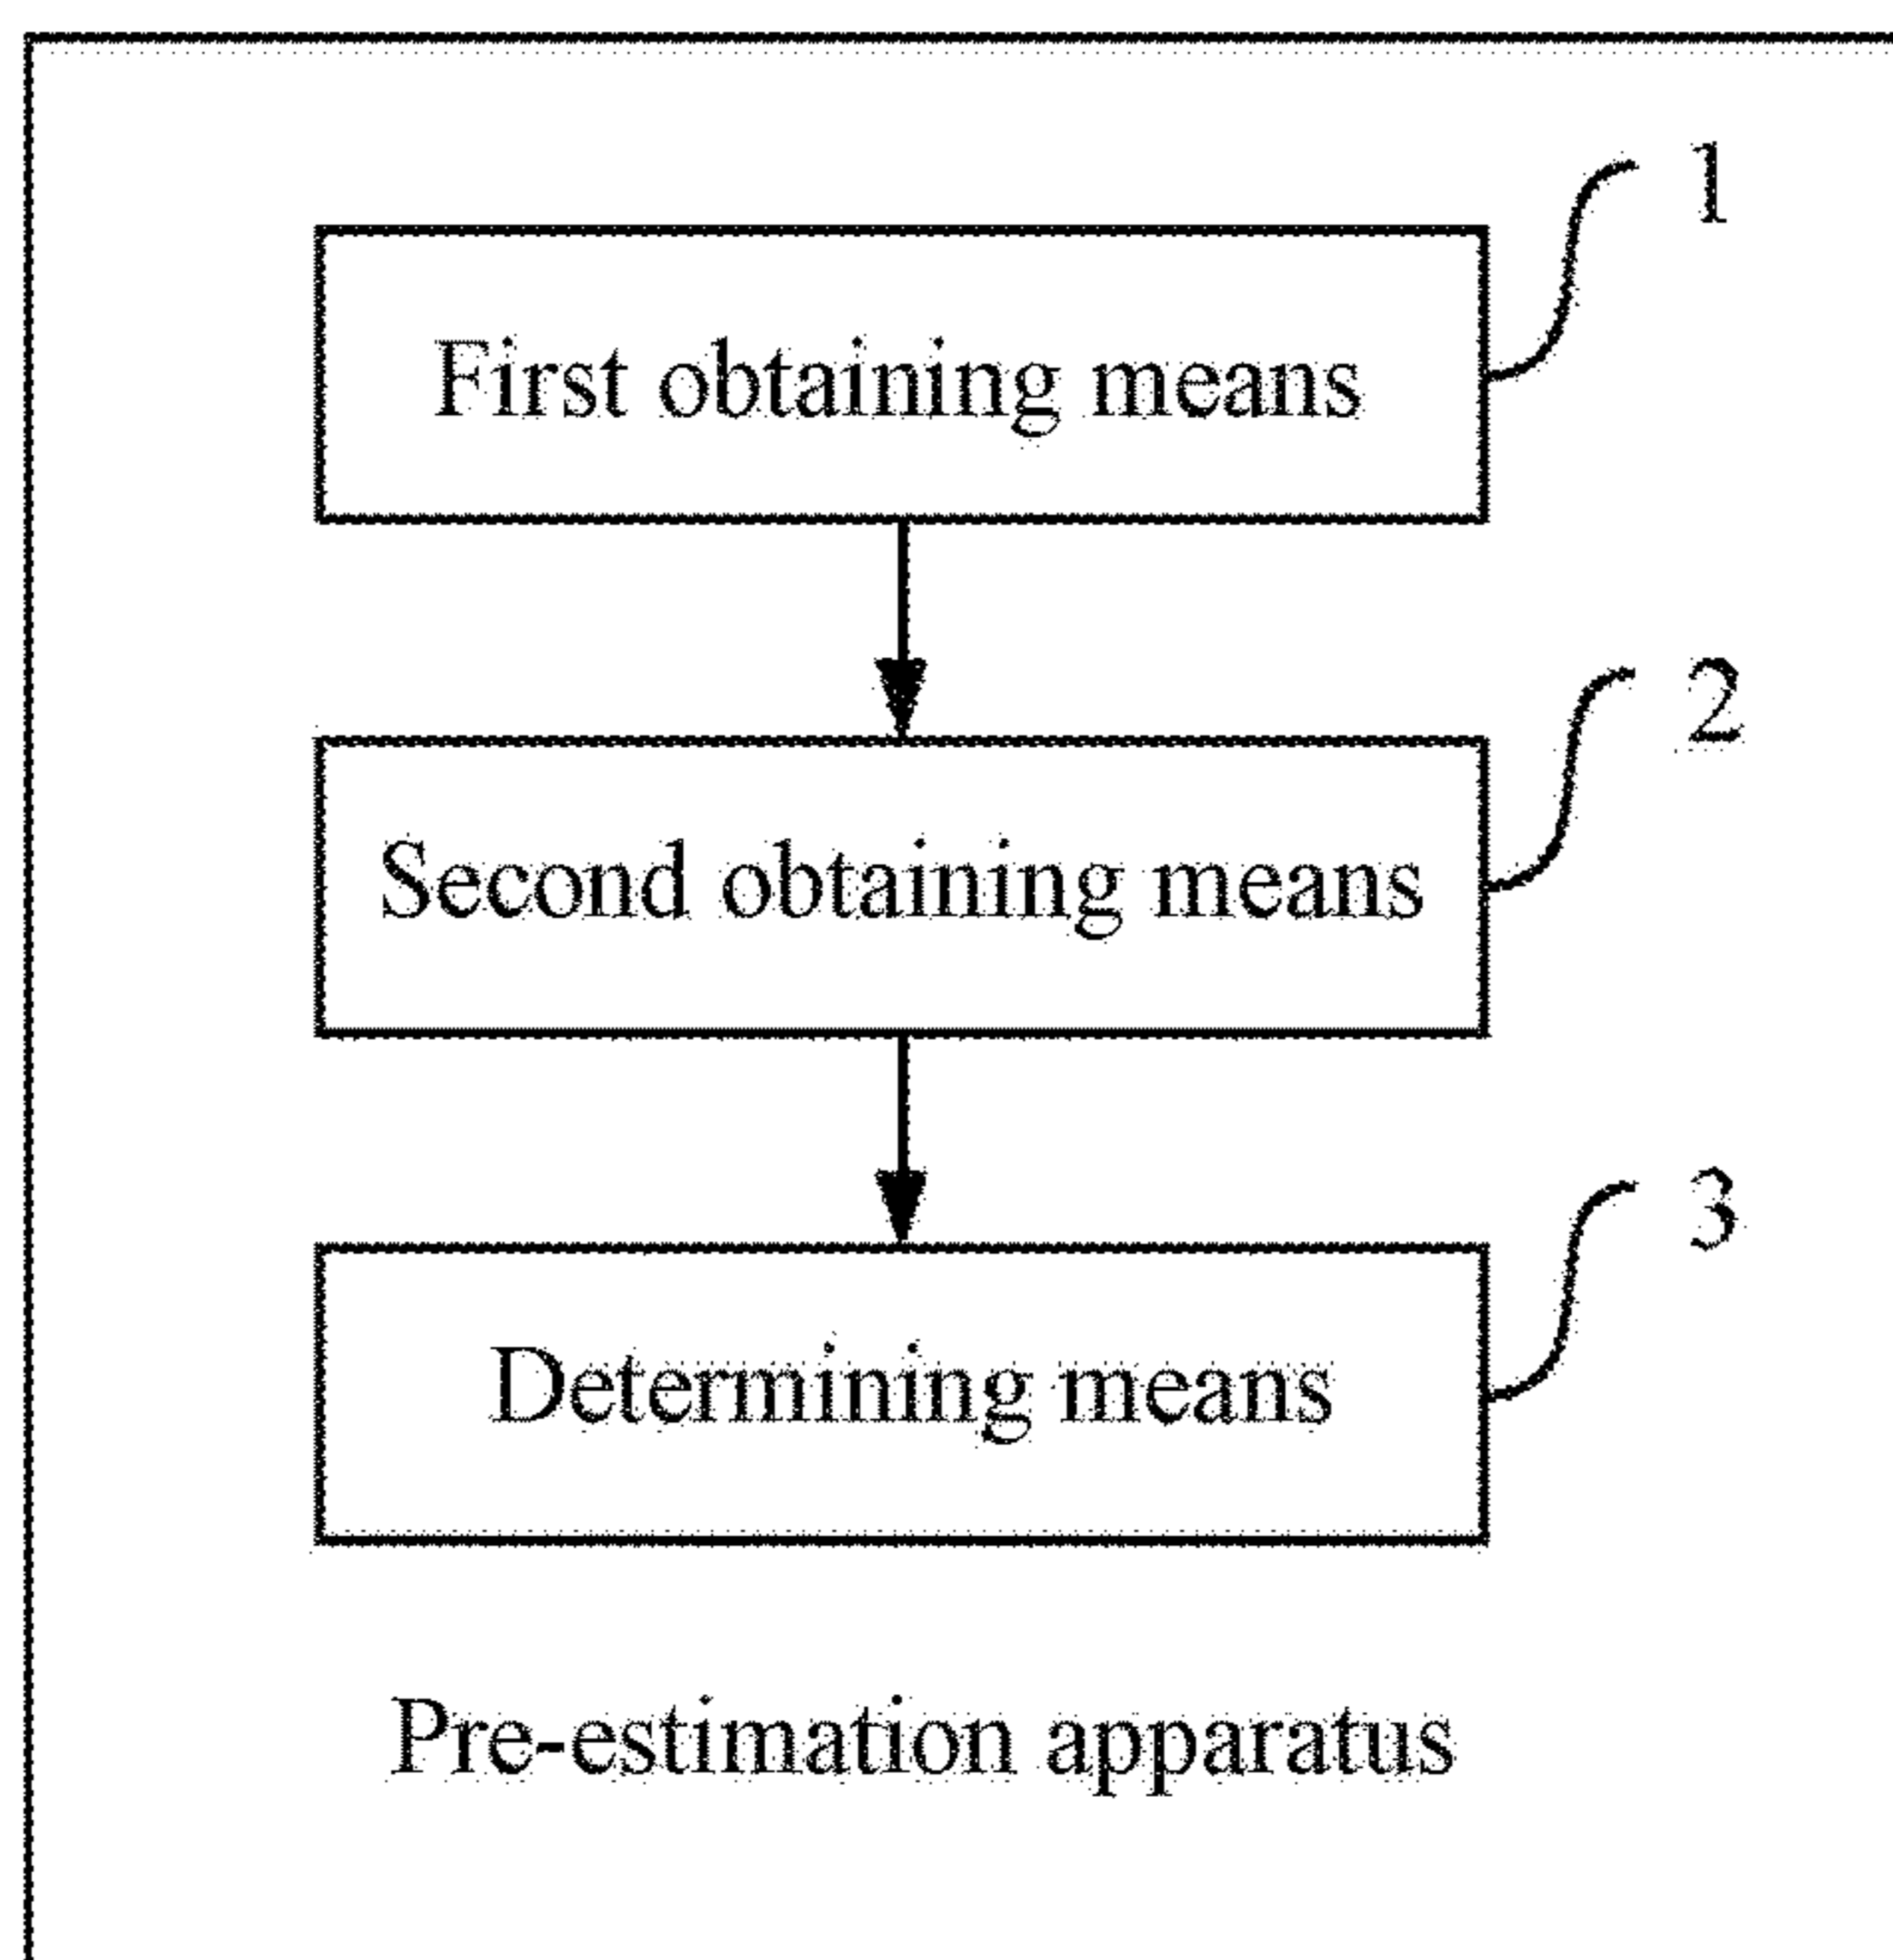 1
First obtaining means
2
Second obtaining means
3
Determining means
Pre-estimation apparatus